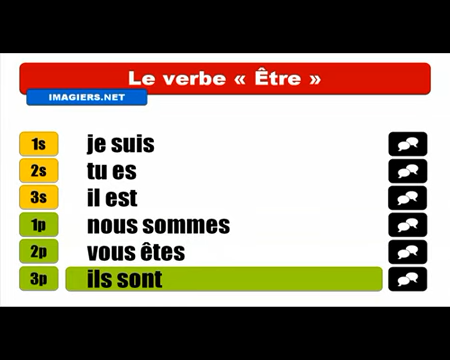 Le verbe « Être »
IMAGIERS.NET
1s je suis
2s tu es
3s il est
1p nous sommes
2p vous êtes
3p ils sont